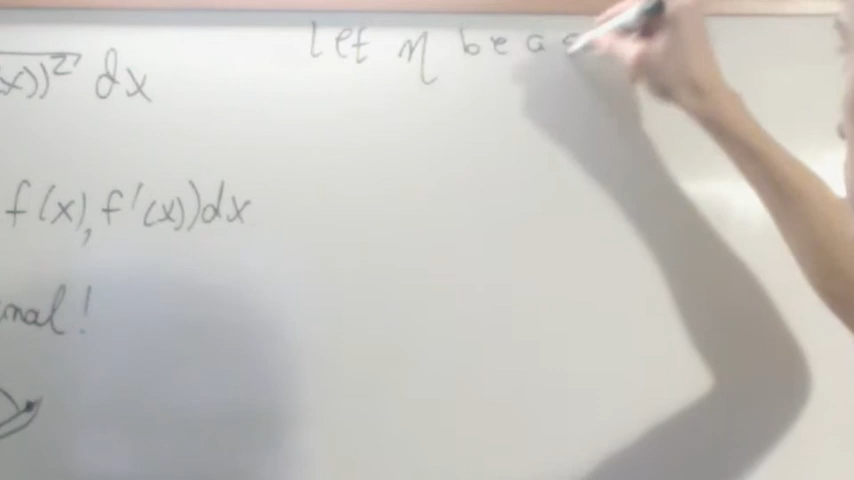 Let η be a
x))² dx
f(x), f'(x))dx
nal!